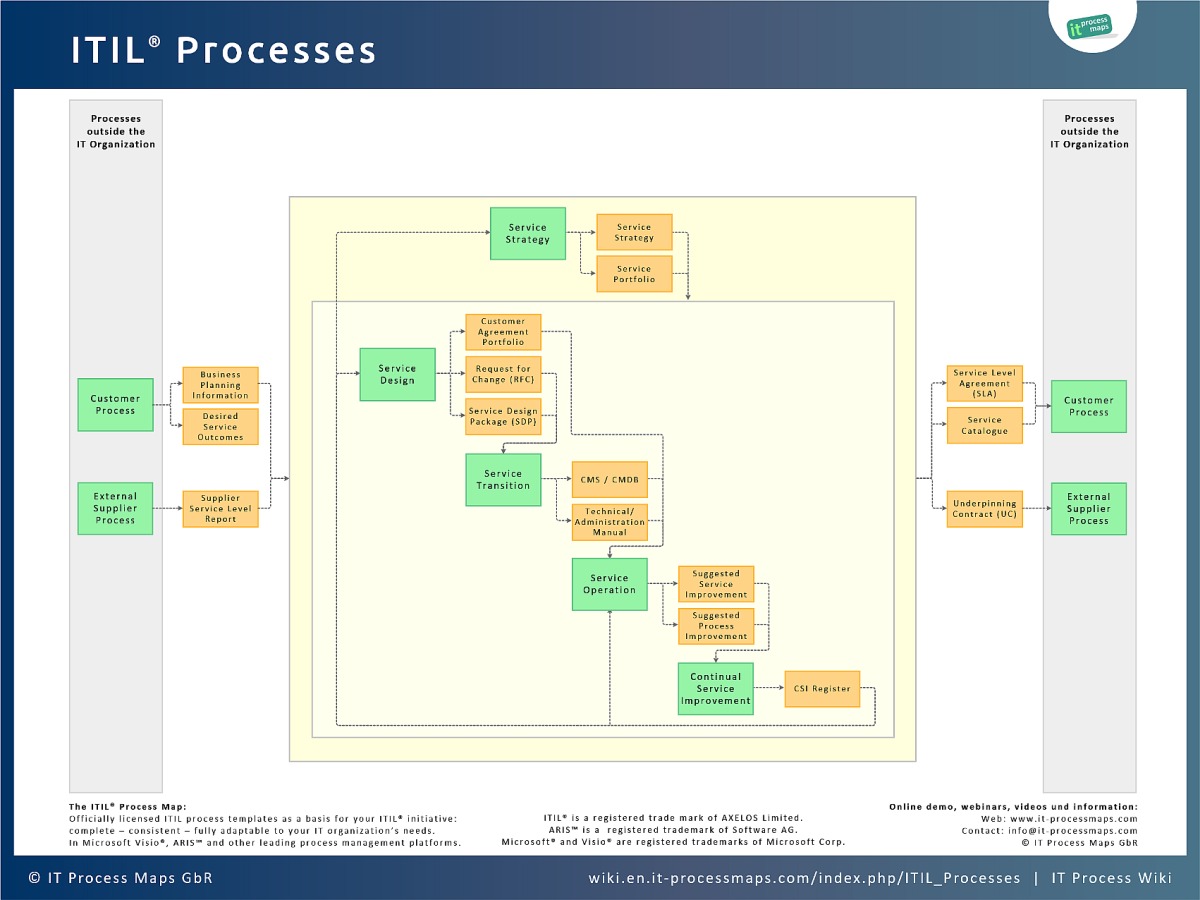 ITIL® Processes
it process
maps
Processes
outside the
IT Organization
Processes
outside the
IT Organization
Service
Strategy
Service
Strategy
Service
Portfolio
Customer
Agreement
Portfolio
Service
Design
Request for
Change (RFC)
Service Design
Package (SDP)
Customer
Process
Business
Planning
Information
Desired
Service
Outcomes
External
Supplier
Process
Supplier
Service Level
Report
Service
Transition
CMS / CMDB
Technical/
Administration
Manual
Service
Operation
Suggested
Service
Improvement
Suggested
Process
Improvement
Continual
Service
Improvement
CSI Register
Service Level
Agreement
(SLA)
Service
Catalogue
Customer
Process
Underpinning
Contract (UC)
External
Supplier
Process
The ITIL® Process Map:
Officially licensed ITIL process templates as a basis for your ITIL® initiative:
complete – consistent – fully adaptable to your IT organization's needs.
In Microsoft Visio®, ARIS™ and other leading process management platforms.
ITIL® is a registered trade mark of AXELOS Limited.
ARIS™ is a registered trademark of Software AG.
Microsoft® and Visio® are registered trademarks of Microsoft Corp.
Online demo, webinars, videos und information:
Web: www.it-processmaps.com
Contact: info@it-processmaps.com
© IT Process Maps GbR
© IT Process Maps GbR
wiki.en.it-processmaps.com/index.php/ITIL_Processes | IT Process Wiki